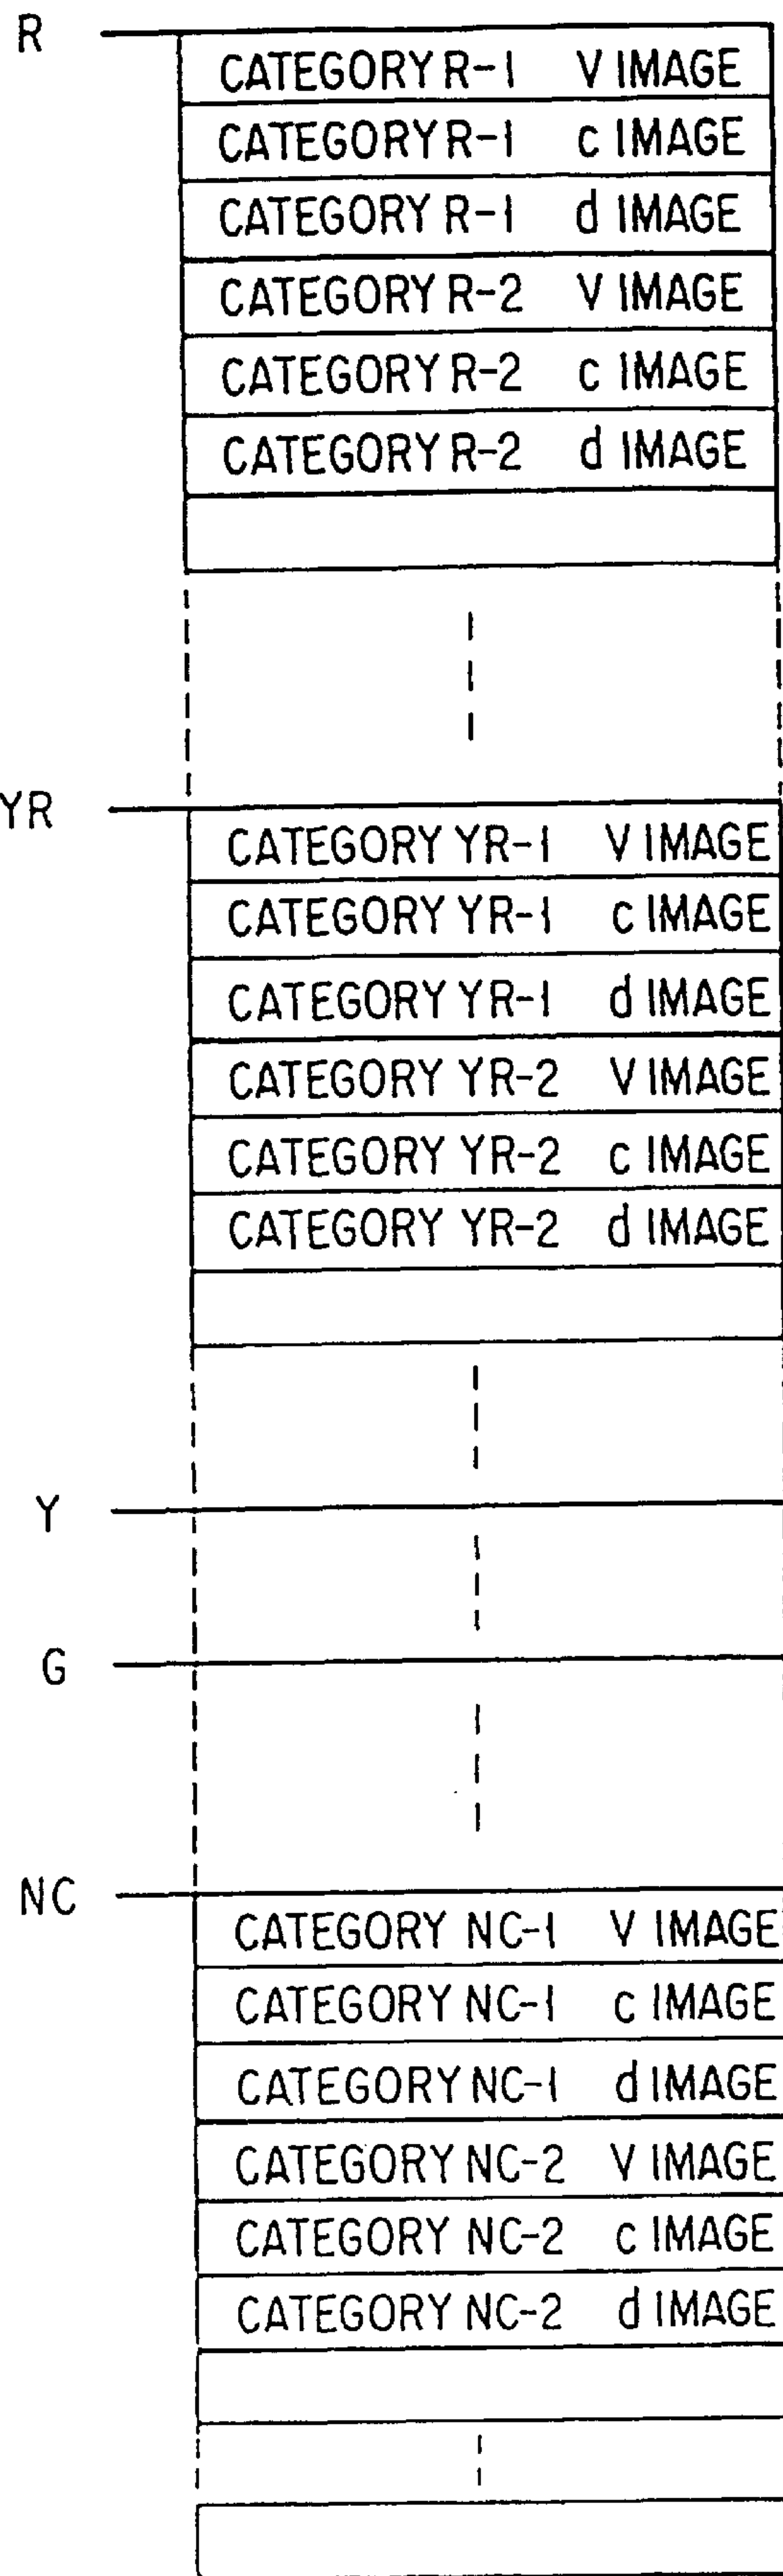 R
CATEGORY R-1 V IMAGE
CATEGORY R-1 c IMAGE
CATEGORY R-1 d IMAGE
CATEGORY R-2 V IMAGE
CATEGORY R-2 c IMAGE
CATEGORY R-2 d IMAGE
YR
CATEGORY YR-1 V IMAGE
CATEGORY YR-1 c IMAGE
CATEGORY YR-1 d IMAGE
CATEGORY YR-2 V IMAGE
CATEGORY YR-2 c IMAGE
CATEGORY YR-2 d IMAGE
Y
G
NC
CATEGORY NC-1 V IMAGE
CATEGORY NC-1 c IMAGE
CATEGORY NC-1 d IMAGE
CATEGORY NC-2 V IMAGE
CATEGORY NC-2 c IMAGE
CATEGORY NC-2 d IMAGE